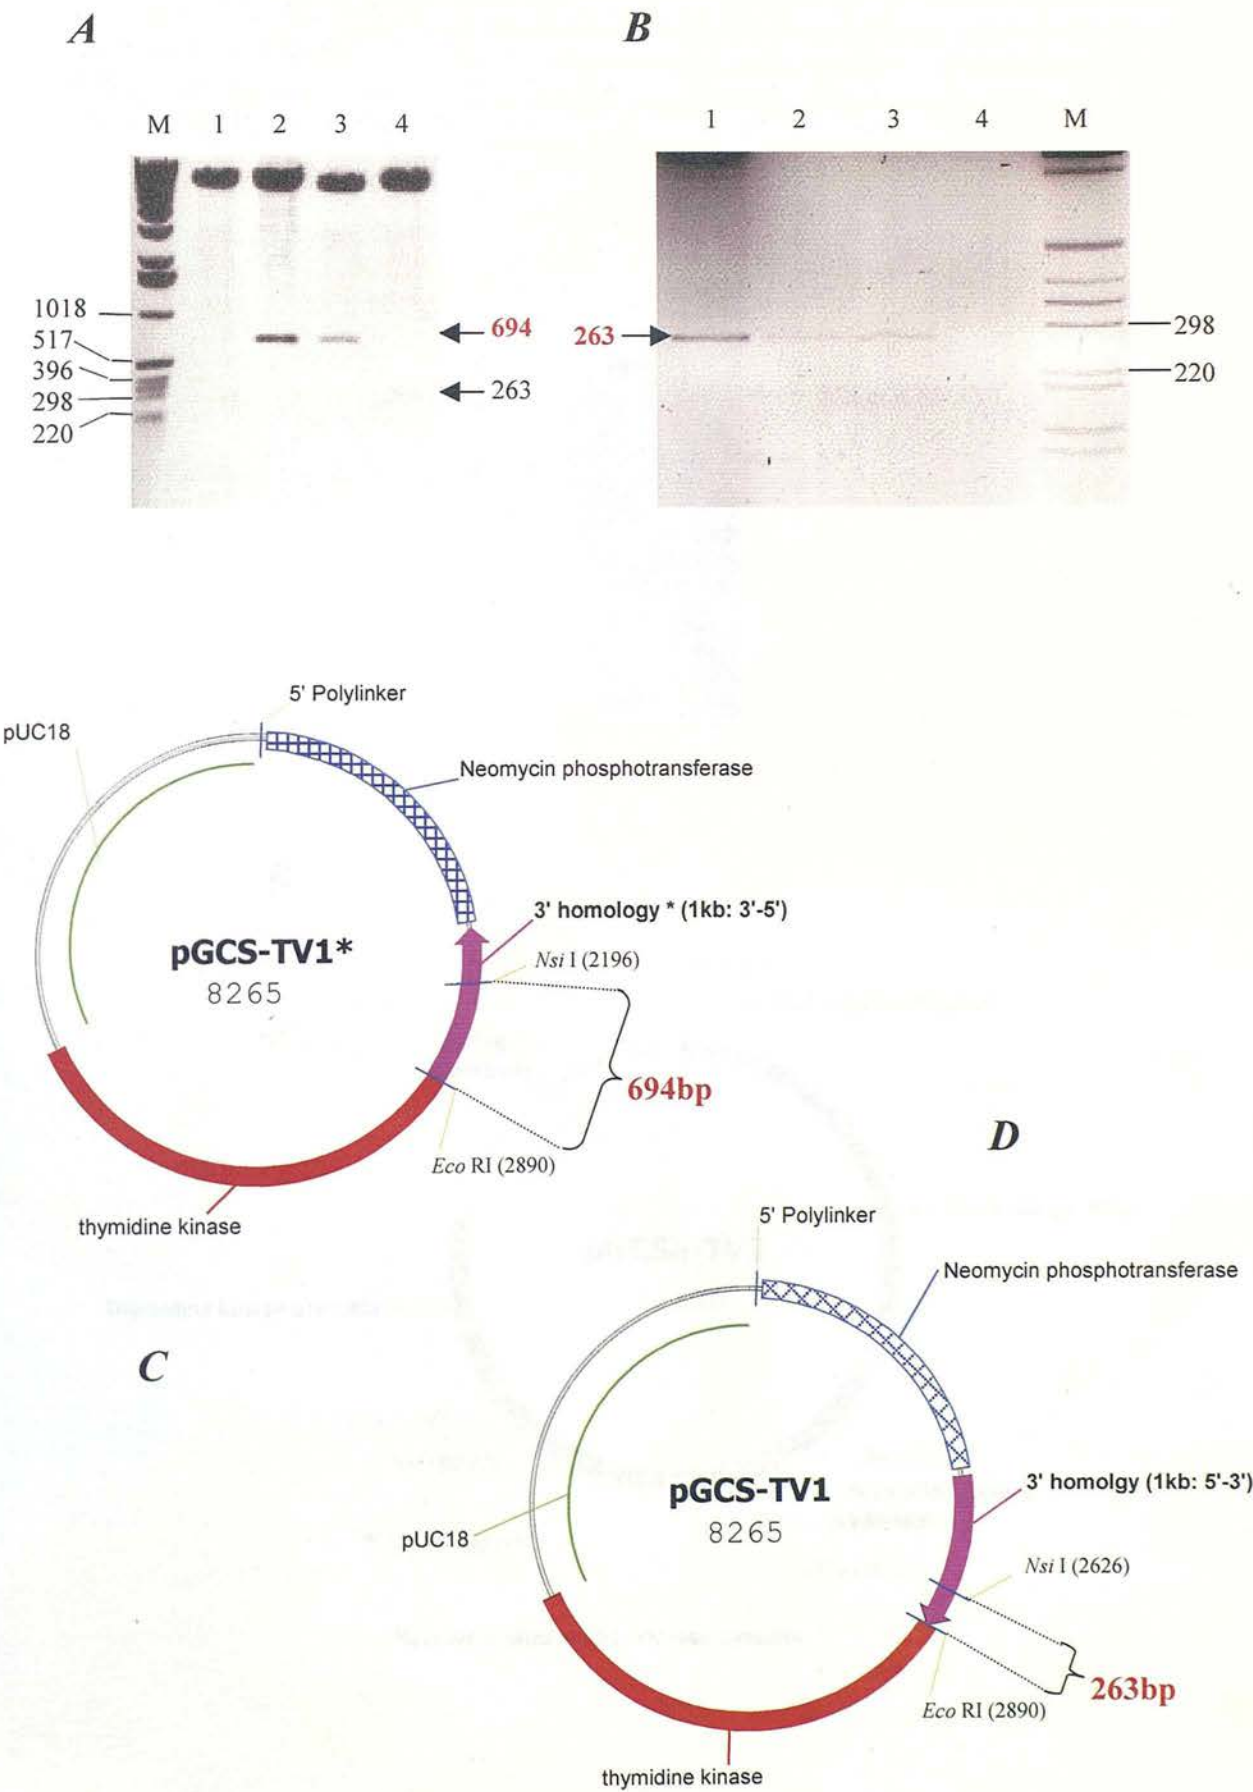 A
B
M 1 2 3 4
1 2 3 4 M
1018
517
396
298
220
694
263
263
298
220
5' Polylinker
pUC18
Neomycin phosphotransferase
3' homology * (1kb: 3'-5')
Nsi I (2196)
pGCS-TV1*
8265
694bp
Eco RI (2890)
thymidine kinase
D
5' Polylinker
Neomycin phosphotransferase
C
3' homolgy (1kb: 5'-3')
pGCS-TV1
8265
pUC18
Nsi I (2626)
263bp
Eco RI (2890)
thymidine kinase